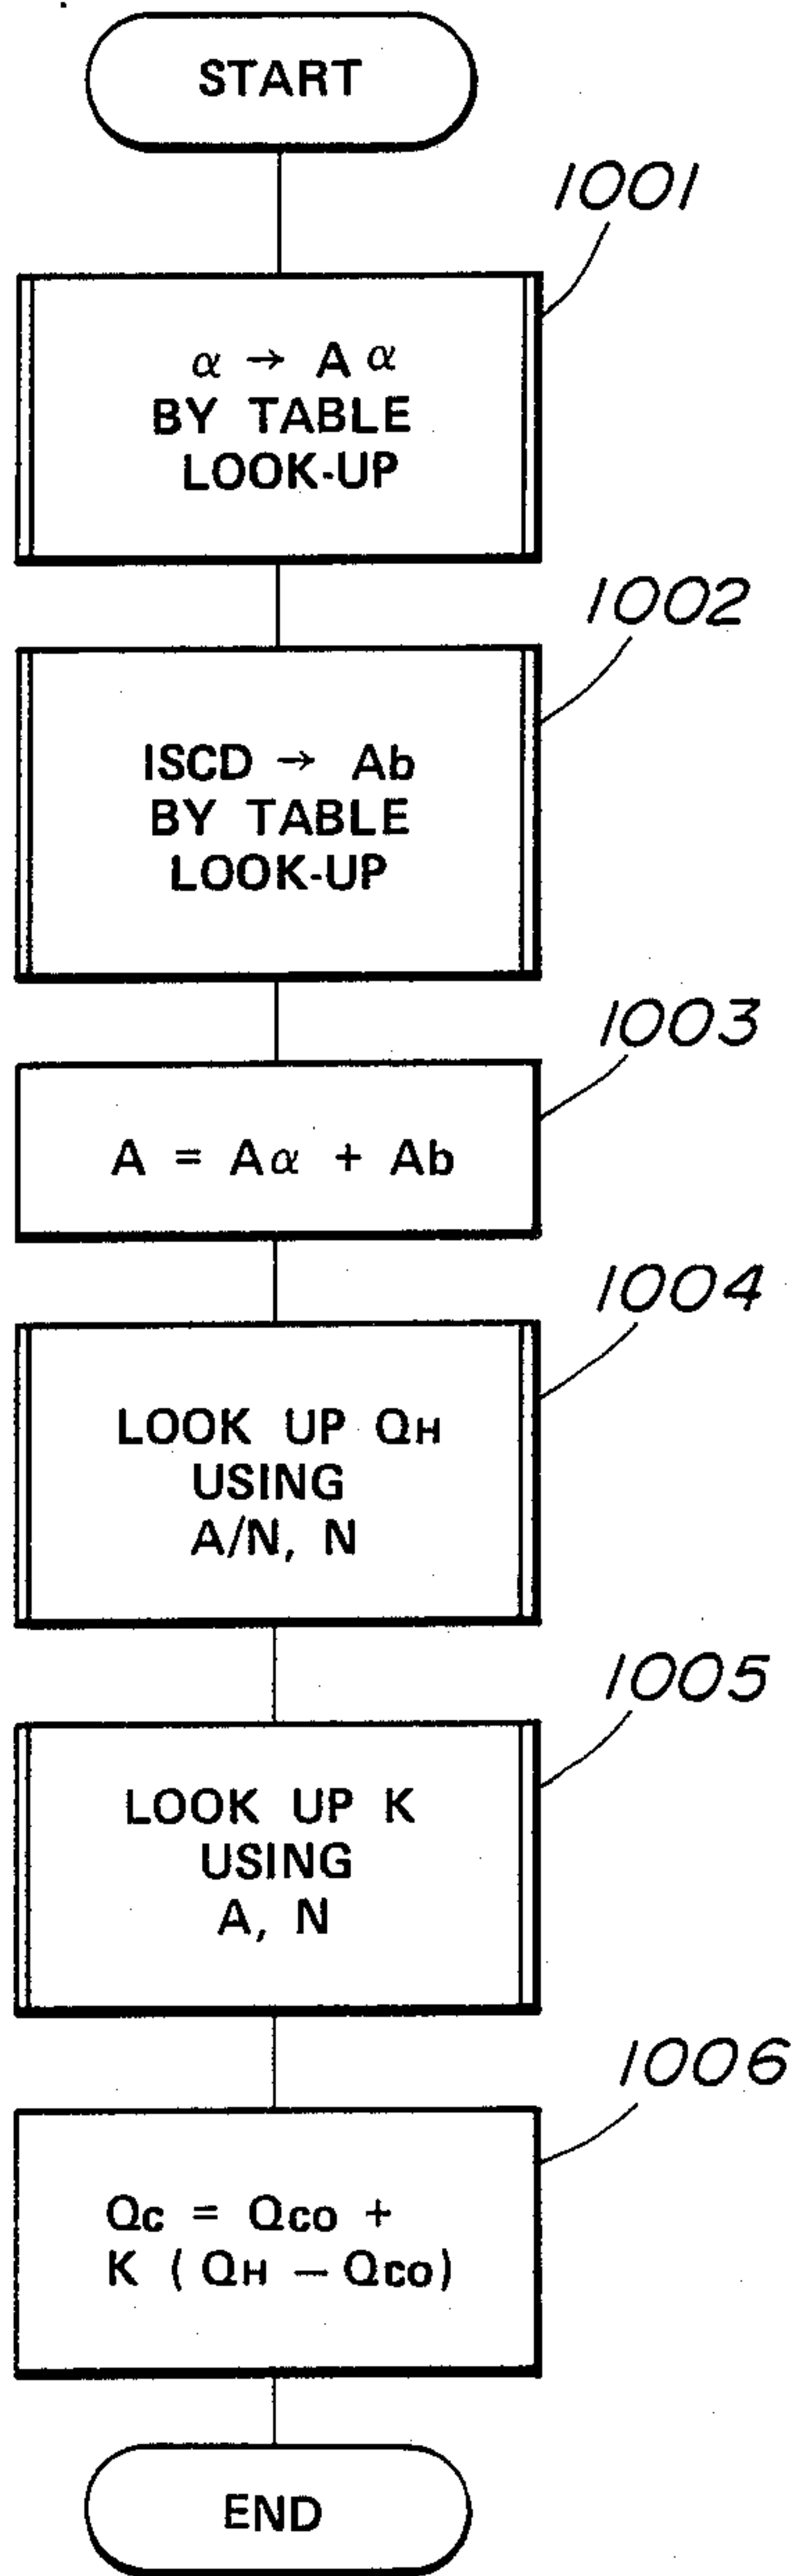 START
1001
α → A α
BY TABLE
LOOK-UP
1002
ISCD → Ab
BY TABLE
LOOK-UP
1003
A = Aα + Ab
1004
LOOK UP QH
USING
A/N, N
1005
LOOK UP K
USING
A, N
1006
Qc = Qco +
K ( QH – Qco)
END